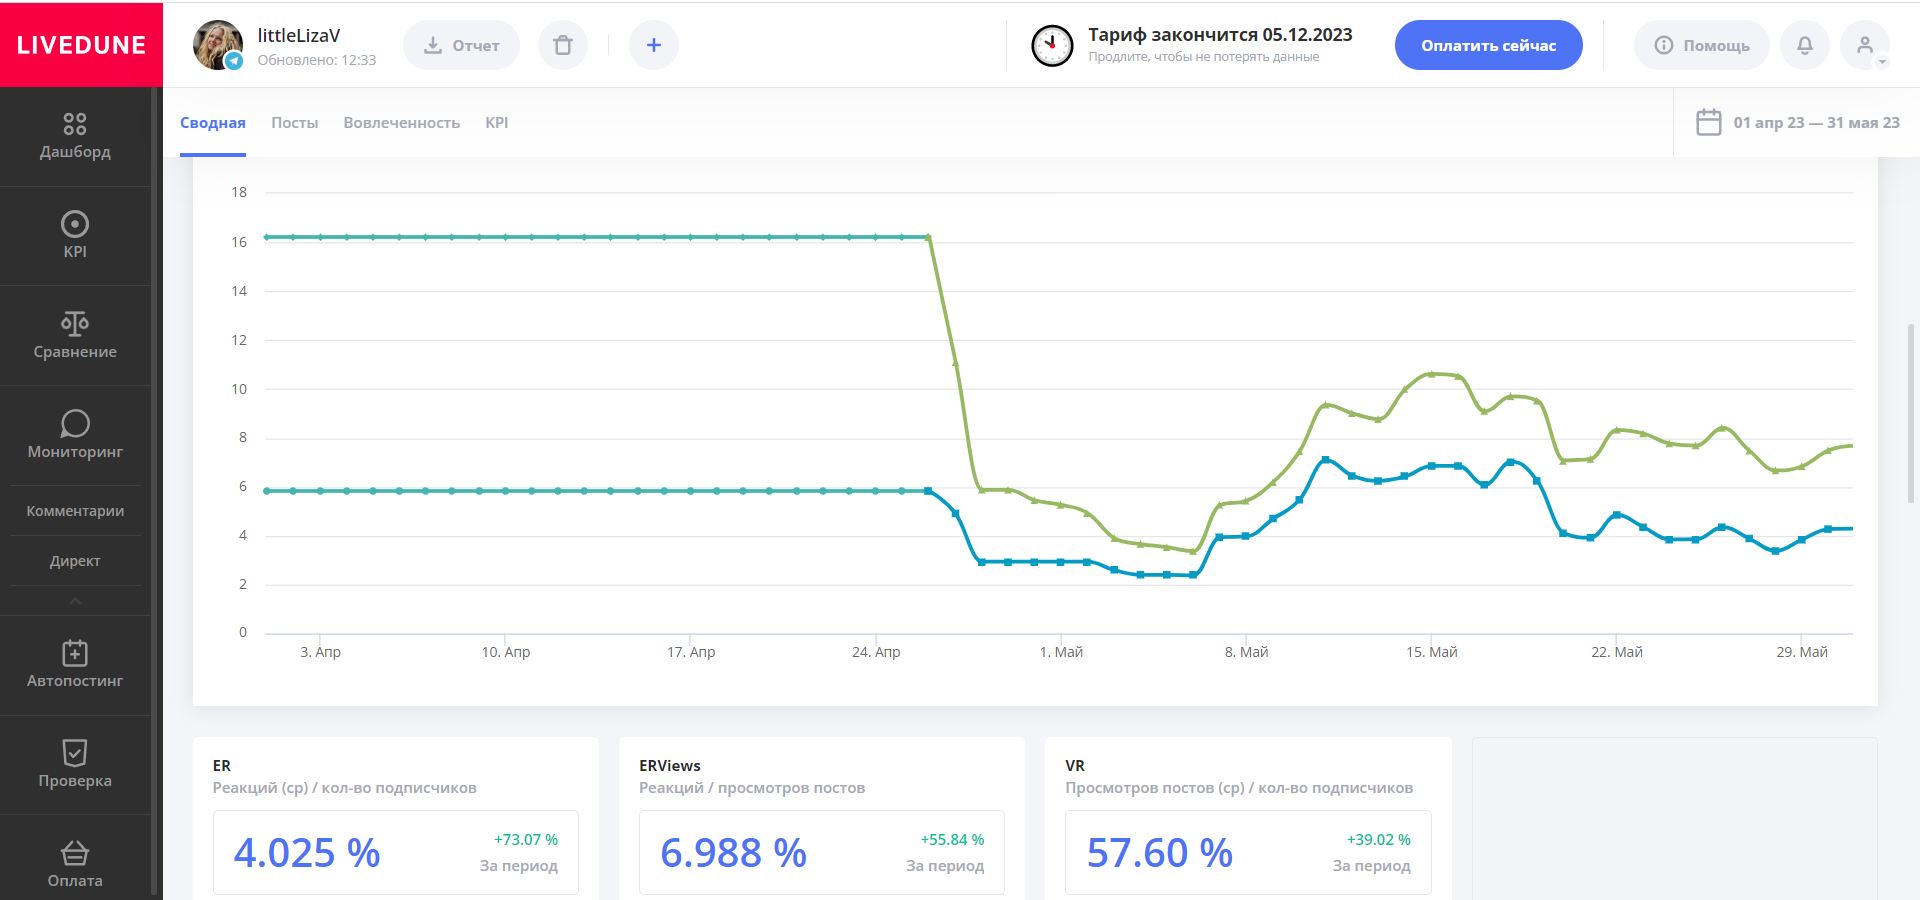 LIVEDUNE
littleLizaV
Обновлено: 12:33
Отчет
Тариф закончится 05.12.2023
Продлите, чтобы не потерять данные
Оплатить сейчас
Помощь
Дашборд
KPI
Сравнение
Мониторинг
Комментарии
Директ
Автопостинг
Проверка
Оплата
Сводная
Посты
Вовлеченность
KPI
01 апр 23 — 31 мая 23
18
16
14
12
10
8
6
4
2
0
3. Апр
10. Апр
17. Апр
24. Апр
1. Май
8. Май
15. Май
22. Май
29. Май
ER
Реакций (ср) / кол-во подписчиков
4.025 %
+73.07 %
За период
ERViews
Реакций / просмотров постов
6.988 %
+55.84 %
За период
VR
Просмотров постов (ср) / кол-во подписчиков
57.60 %
+39.02 %
За период